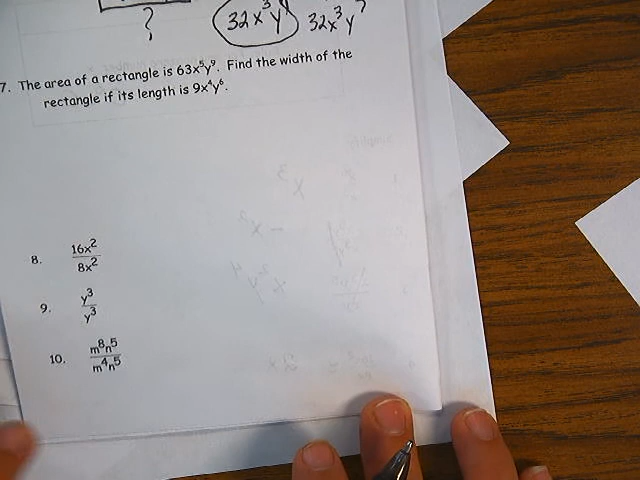 ?
32x³y⁷
7. The area of a rectangle is 63x⁵y⁹. Find the width of the
rectangle if its length is 9x⁴y⁶.
8. 16x²
8x²
9. y³
y³
10. m⁸n⁵
m⁴n⁵